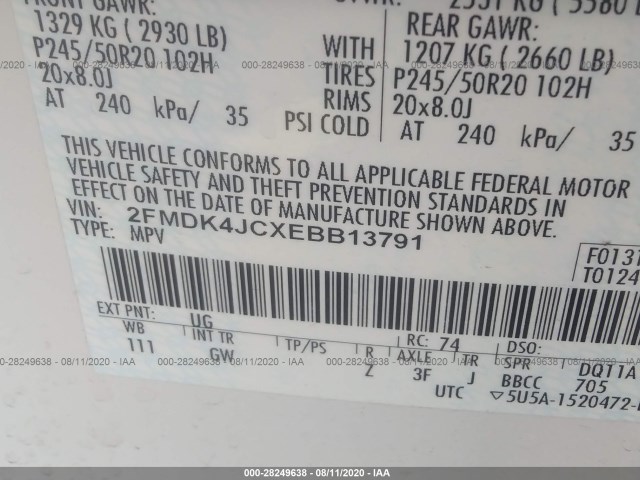 FRONT GAWR:
1329 KG ( 2930 LB)
P245/50R20 102H
20x8.0J
AT 240 kPa/ 35
WITH
TIRES
RIMS
PSI COLD
REAR GAWR:
1207 KG ( 2660 LB)
P245/50R20 102H
20x8.0J
AT 240 kPa/ 35
THIS VEHICLE CONFORMS TO ALL APPLICABLE FEDERAL MOTOR
VEHICLE SAFETY AND THEFT PREVENTION STANDARDS IN
EFFECT ON THE DATE OF MANUFACTURE SHOWN ABOVE.
VIN: 2FMDK4JCXEBB13791
TYPE: MPV
F0131
T0124
EXT PNT: UG RC: 74 DSO:
WB INT TR TP/PS R AXLE TR SPR DQ11A
111 GW Z 3F J BBCC 705
UTC ▽5U5A-1520472-
000-28249638 - 08/11/2020 - IAA